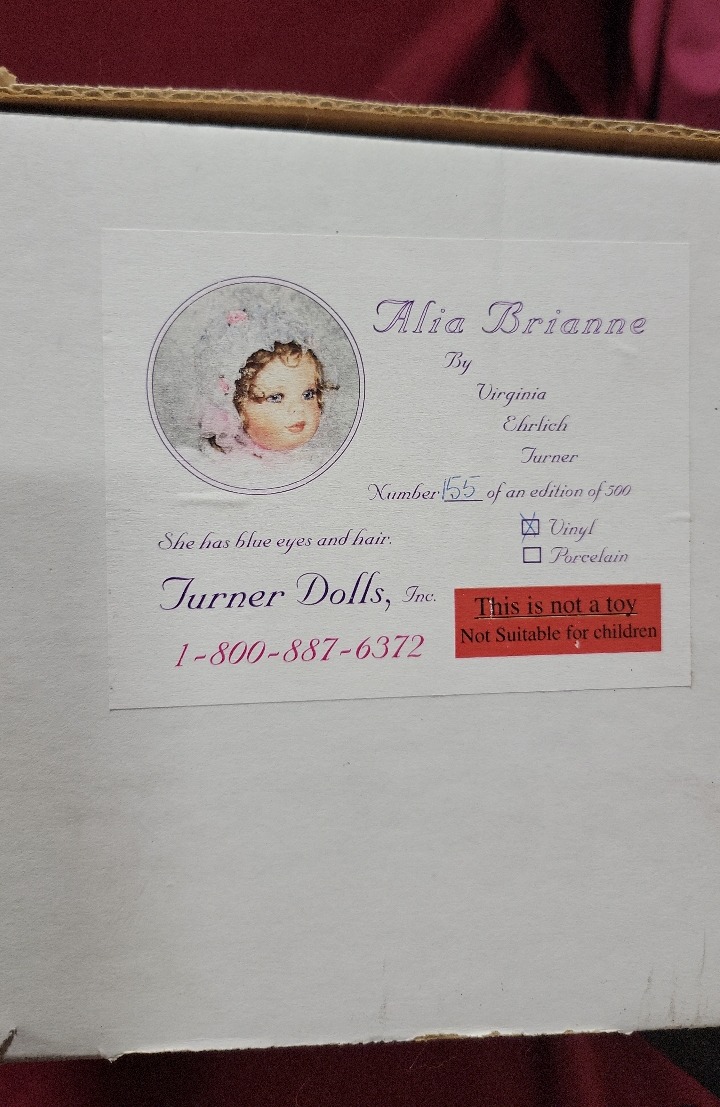 Alia Brianne
By
Virginia
Ehrlich
Turner
Number 155 of an edition of 500
She has blue eyes and hair.
Vinyl
Porcelain
Turner Dolls, Inc.
1-800-887-6372
This is not a toy
Not Suitable for children